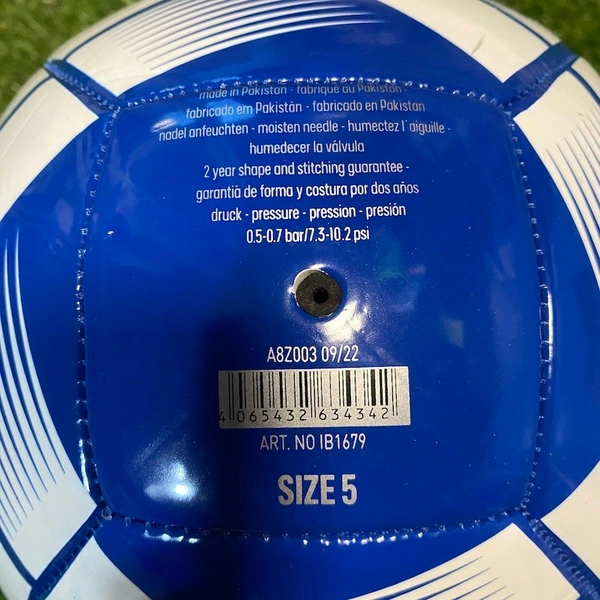 made in Pakistan - fabriqué au Pakistan -
fabricado em Pakistán - fabricado en Pakistan
nadel anfeuchten - moisten needle - humectez l'aiguille -
humedecer la válvula
2 year shape and stitching guarantee -
garantiá de forma y costura por dos años
druck - pressure - pression - presión
0.5-0.7 bar/7.3-10.2 psi
A8Z003 09/22
4 065432 634342
ART. NO IB1679
SIZE 5